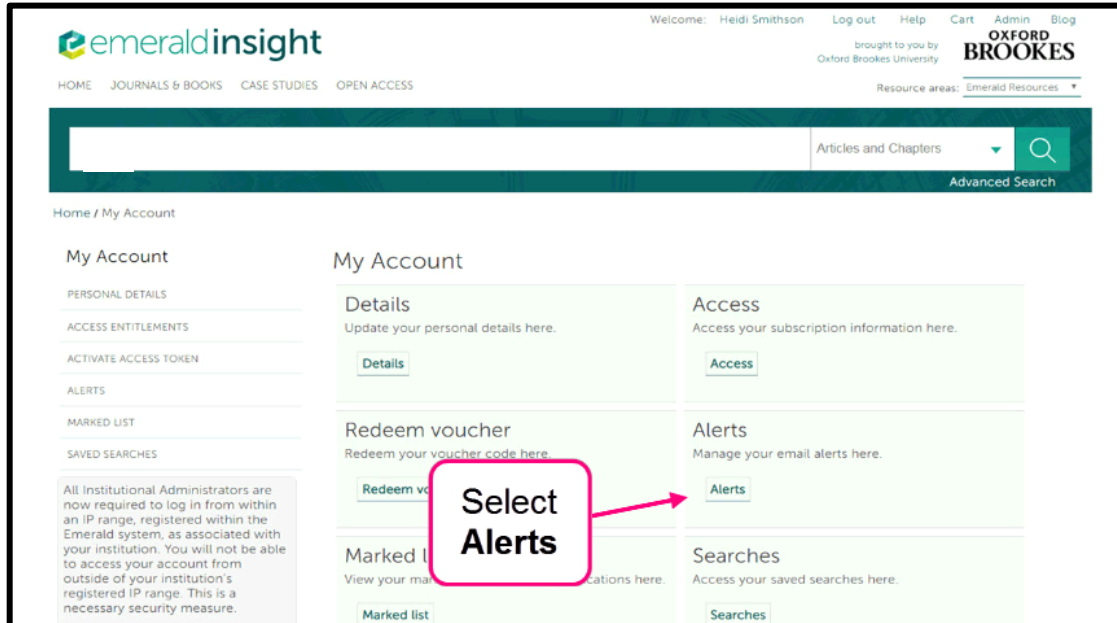 Welcome: Heidi Smithson Log out Help Cart Admin Blog
emeraldinsight
brought to you by
Oxford Brookes University
OXFORD
BROOKES
HOME JOURNALS & BOOKS CASE STUDIES OPEN ACCESS
Resource areas: Emerald Resources
Articles and Chapters
Advanced Search
Home / My Account
My Account
PERSONAL DETAILS
ACCESS ENTITLEMENTS
ACTIVATE ACCESS TOKEN
ALERTS
MARKED LIST
SAVED SEARCHES
All Institutional Administrators are
now required to log in from within
an IP range, registered within the
Emerald system, as associated with
your institution. You will not be able
to access your account from
outside of your institution's
registered IP range. This is a
necessary security measure.
My Account
Details
Update your personal details here.
Details
Access
Access your subscription information here.
Access
Redeem voucher
Redeem your voucher code here.
Redeem
Alerts
Manage your email alerts here.
Alerts
Select
Alerts
Marked
View your here.
Marked list
Searches
Access your saved searches here.
Searches